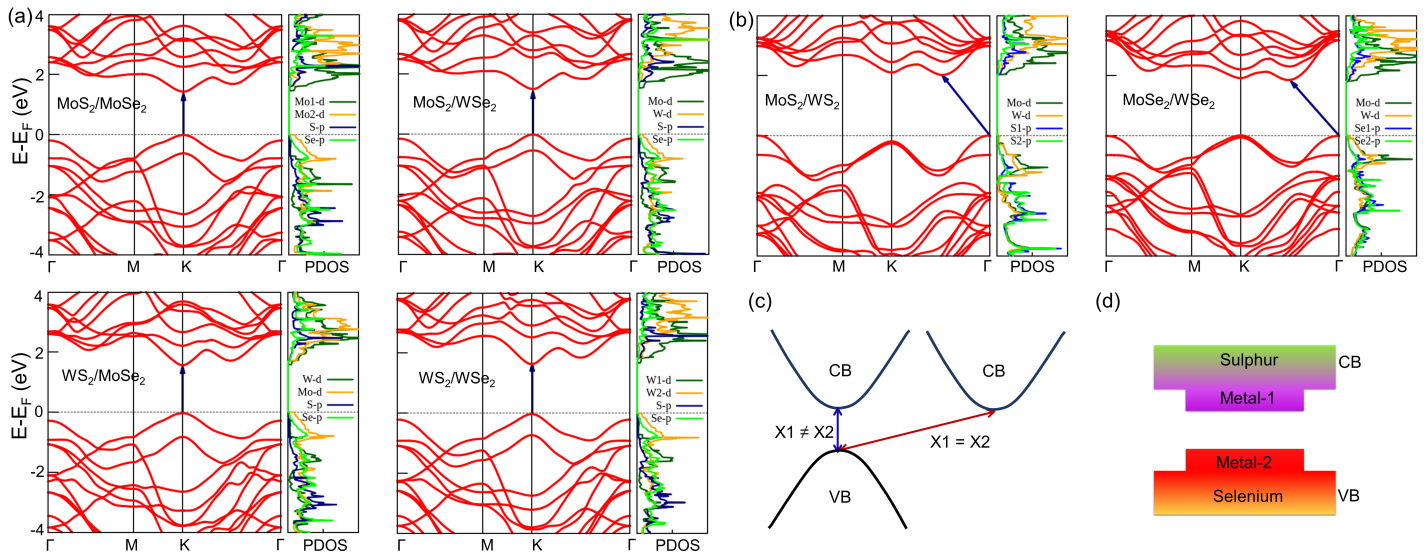 (a)
4
2
0
-2
-4
E-E_F (eV)
MoS₂/MoSe₂
Γ
M
K
Γ
Mo1-d
Mo2-d
S-p
Se-p
PDOS
MoS₂/WSe₂
Γ
M
K
Γ
Mo-d
W-d
S-p
Se-p
PDOS
(b)
MoS₂/WS₂
Γ
M
K
Γ
Mo-d
W-d
S1-p
S2-p
PDOS
MoSe₂/WSe₂
Γ
M
K
Γ
Mo-d
W-d
Se1-p
Se2-p
PDOS
4
2
0
-2
-4
E-E_F (eV)
WS₂/MoSe₂
Γ
M
K
Γ
W-d
Mo-d
S-p
Se-p
PDOS
WS₂/WSe₂
Γ
M
K
Γ
W1-d
W2-d
S-p
Se-p
PDOS
(c)
CB
CB
X1 ≠ X2
X1 = X2
VB
(d)
Sulphur
CB
Metal-1
Metal-2
Selenium
VB